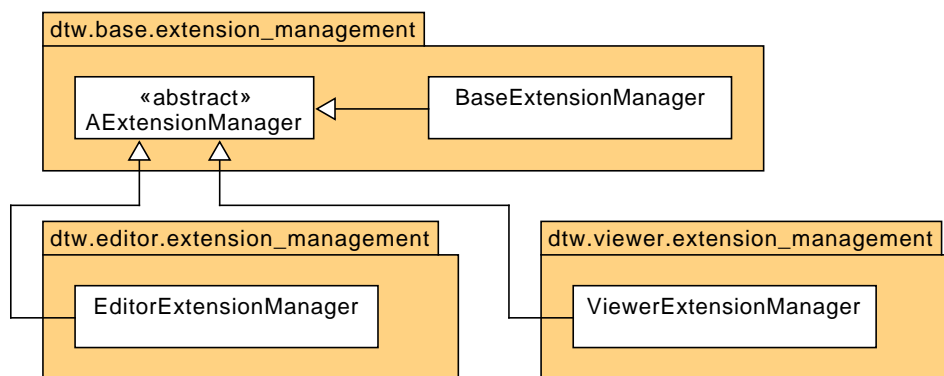 dtw.base.extension_management
«abstract»
AExtensionManager
BaseExtensionManager
dtw.editor.extension_management
EditorExtensionManager
dtw.viewer.extension_management
ViewerExtensionManager